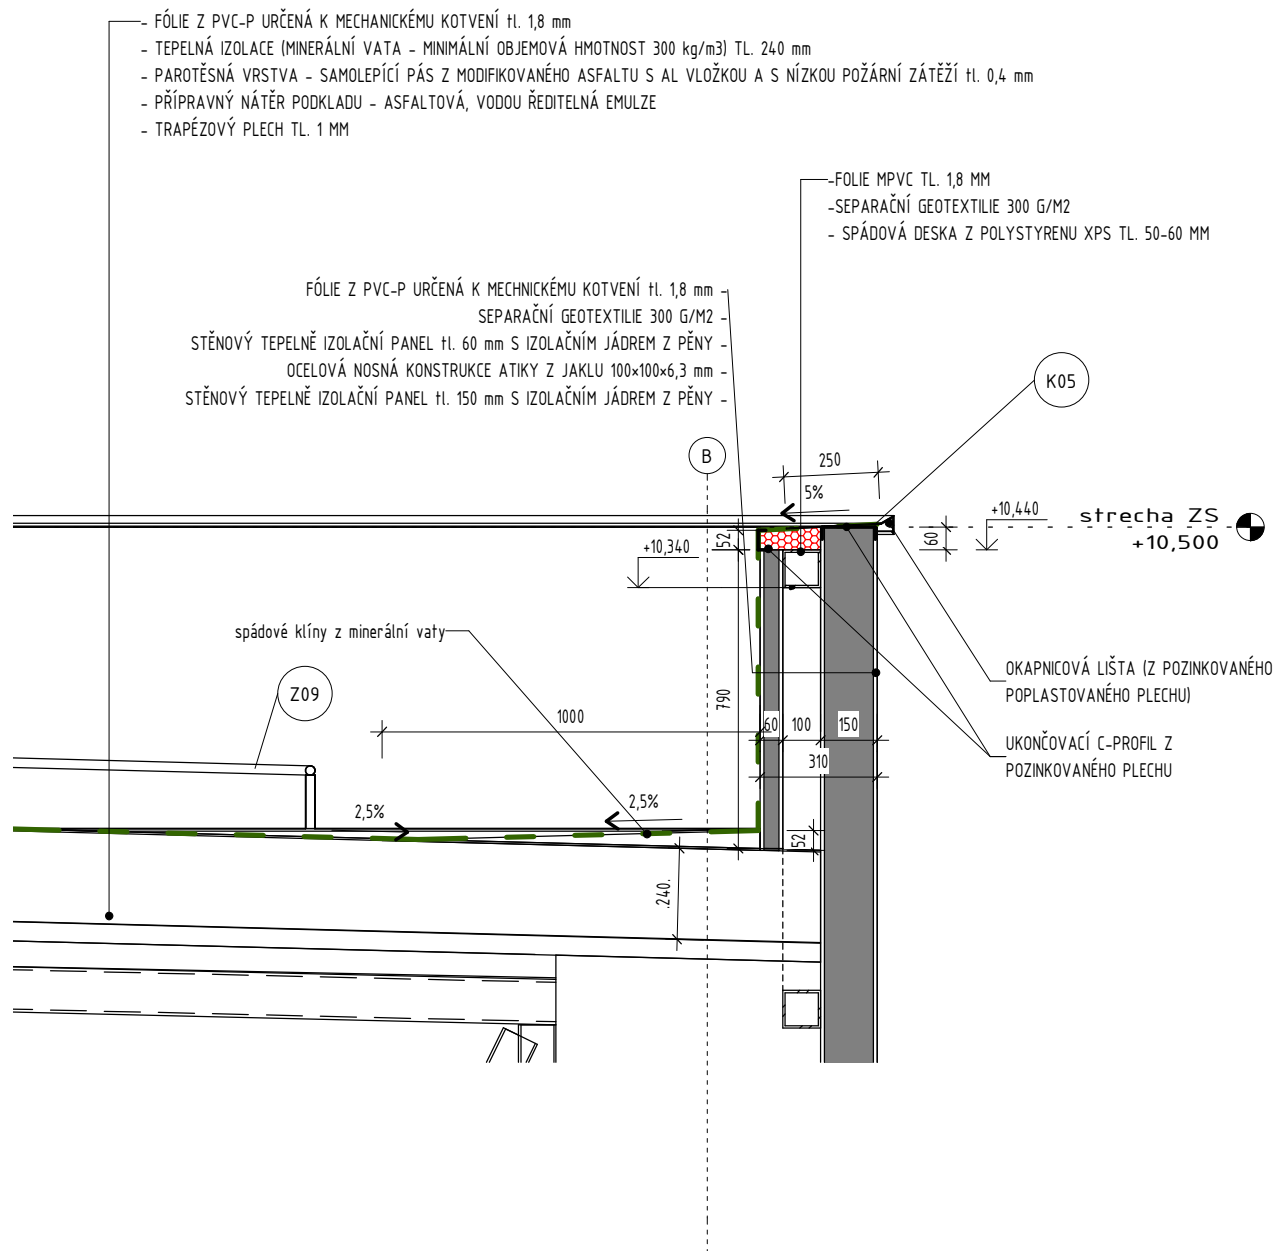 - FÓLIE Z PVC-P URČENÁ K MECHANICKÉMU KOTVENÍ tl. 1,8 mm
- TEPELNÁ IZOLACE (MINERÁLNÍ VATA - MINIMÁLNÍ OBJEMOVÁ HMOTNOST 300 kg/m3) TL. 240 mm
- PAROTĚSNÁ VRSTVA - SAMOLEPÍCÍ PÁS Z MODIFIKOVANÉHO ASFALTU S AL VLOŽKOU A S NÍZKOU POŽÁRNÍ ZÁTĚŽÍ tl. 0,4 mm
- PŘÍPRAVNÝ NÁTĚR PODKLADU - ASFALTOVÁ, VODOU ŘEDITELNÁ EMULZE
- TRAPÉZOVÝ PLECH TL. 1 MM
-FOLIE MPVC TL. 1,8 MM
-SEPARAČNÍ GEOTEXTILIE 300 G/M2
- SPÁDOVÁ DESKA Z POLYSTYRENU XPS TL. 50-60 MM
FÓLIE Z PVC-P URČENÁ K MECHNICKÉMU KOTVENÍ tl. 1,8 mm -
SEPARAČNÍ GEOTEXTILIE 300 G/M2 -
STĚNOVÝ TEPELNĚ IZOLAČNÍ PANEL tl. 60 mm S IZOLAČNÍM JÁDREM Z PĚNY -
OCELOVÁ NOSNÁ KONSTRUKCE ATIKY Z JAKLU 100×100×6,3 mm -
STĚNOVÝ TEPELNĚ IZOLAČNÍ PANEL tl. 150 mm S IZOLAČNÍM JÁDREM Z PĚNY -
K05
B
250
5%
+10,440
strecha ZS
+10,500
52
60
+10,340
spádové klíny z minerální vaty
OKAPNICOVÁ LIŠTA (Z POZINKOVANÉHO
POPLASTOVANÉHO PLECHU)
Z09
790
1000
60
100
150
UKONČOVACÍ C-PROFIL Z
POZINKOVANÉHO PLECHU
310
2,5%
2,5%
52
.240.